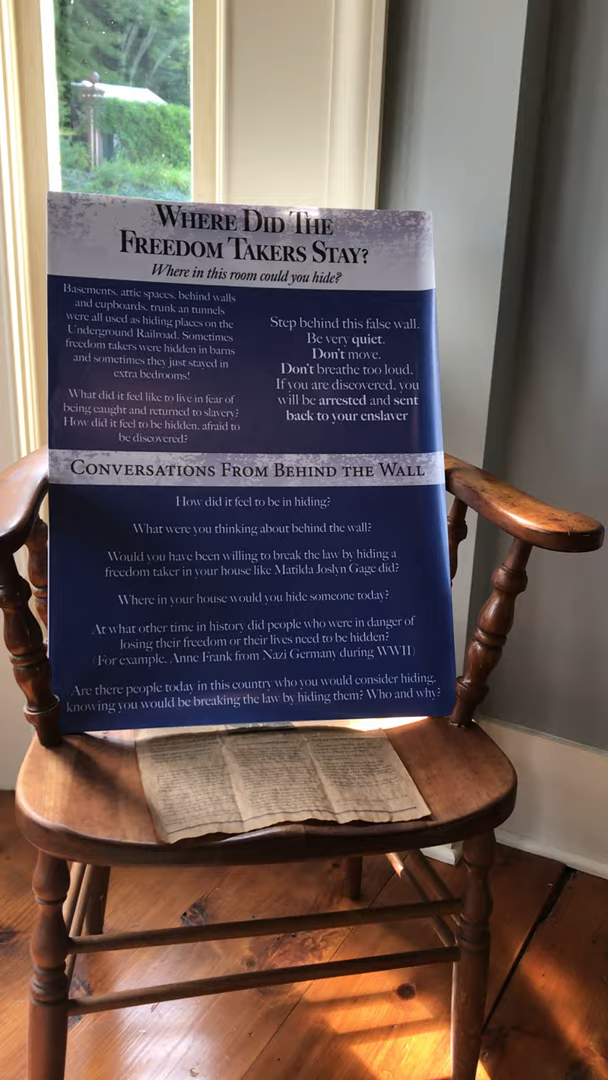 WHERE DID THE
FREEDOM TAKERS STAY?
Where in this room could you hide?
Basements, attic spaces, behind walls
and cupboards, trunk an tunnels
were all used as hiding places on the
Underground Railroad. Sometimes
freedom takers were hidden in barns
and sometimes they just stayed in
extra bedrooms!
What did it feel like to live in fear of
being caught and returned to slavery?
How did it feel to be hidden, afraid to
be discovered?
Step behind this false wall.
Be very quiet.
Don't move.
Don't breathe too loud.
If you are discovered, you
will be arrested and sent
back to your enslaver
CONVERSATIONS FROM BEHIND THE WALL
How did it feel to be in hiding?
What were you thinking about behind the wall?
Would you have been willing to break the law by hiding a
freedom taker in your house like Matilda Joslyn Gage did?
Where in your house would you hide someone today?
At what other time in history did people who were in danger of
losing their freedom or their lives need to be hidden?
(For example, Anne Frank from Nazi Germany during WWII)
Are there people today in this country who you would consider hiding,
knowing you would be breaking the law by hiding them? Who and why?